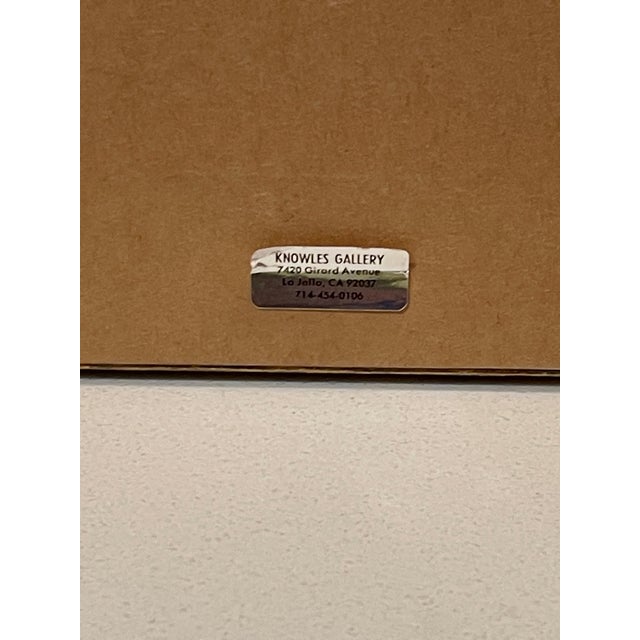 KNOWLES GALLERY
7420 Girard Avenue
La Jolla, CA 92037
714-454-0106